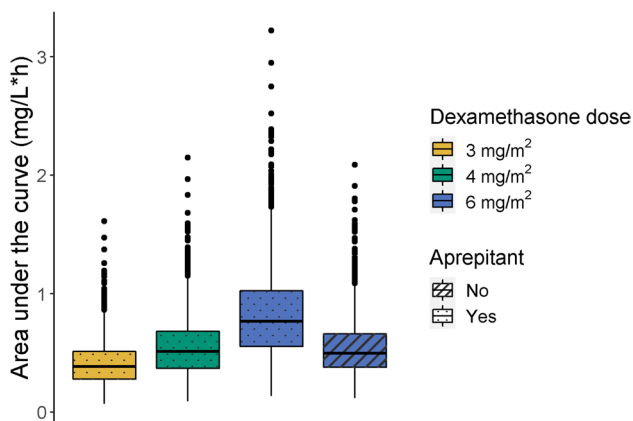 Area under the curve (mg/L*h)
3
2
1
0
Dexamethasone dose
3 mg/m²
4 mg/m²
6 mg/m²
Aprepitant
No
Yes